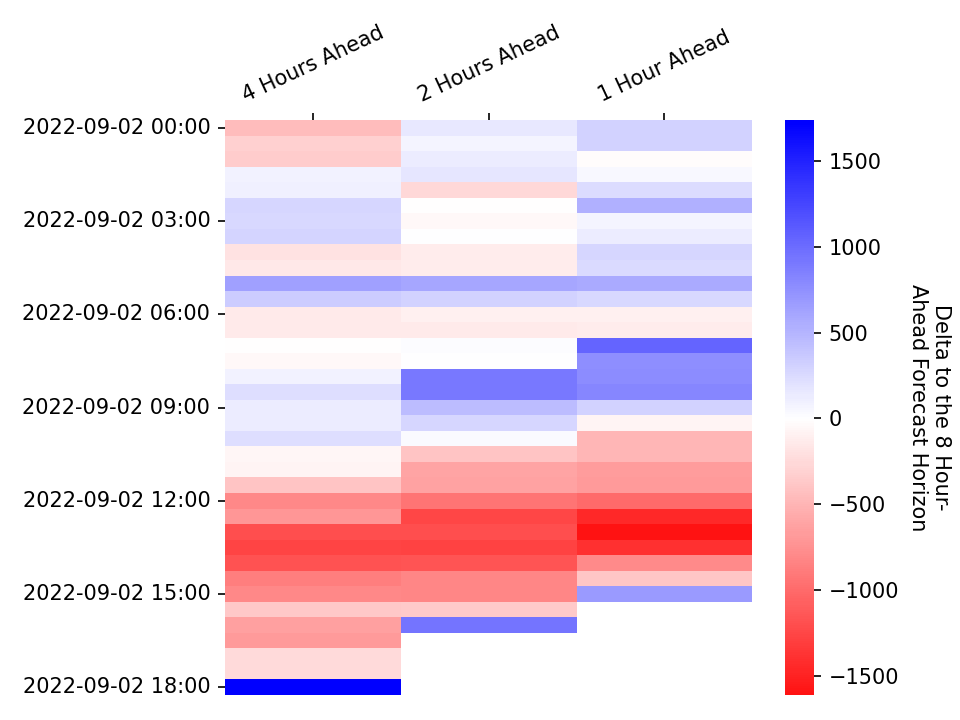 4 Hours Ahead
2 Hours Ahead
1 Hour Ahead
2022-09-02 00:00
2022-09-02 03:00
2022-09-02 06:00
2022-09-02 09:00
2022-09-02 12:00
2022-09-02 15:00
2022-09-02 18:00
1500
1000
500
0
−500
−1000
−1500
Delta to the 8 Hour-
Ahead Forecast Horizon